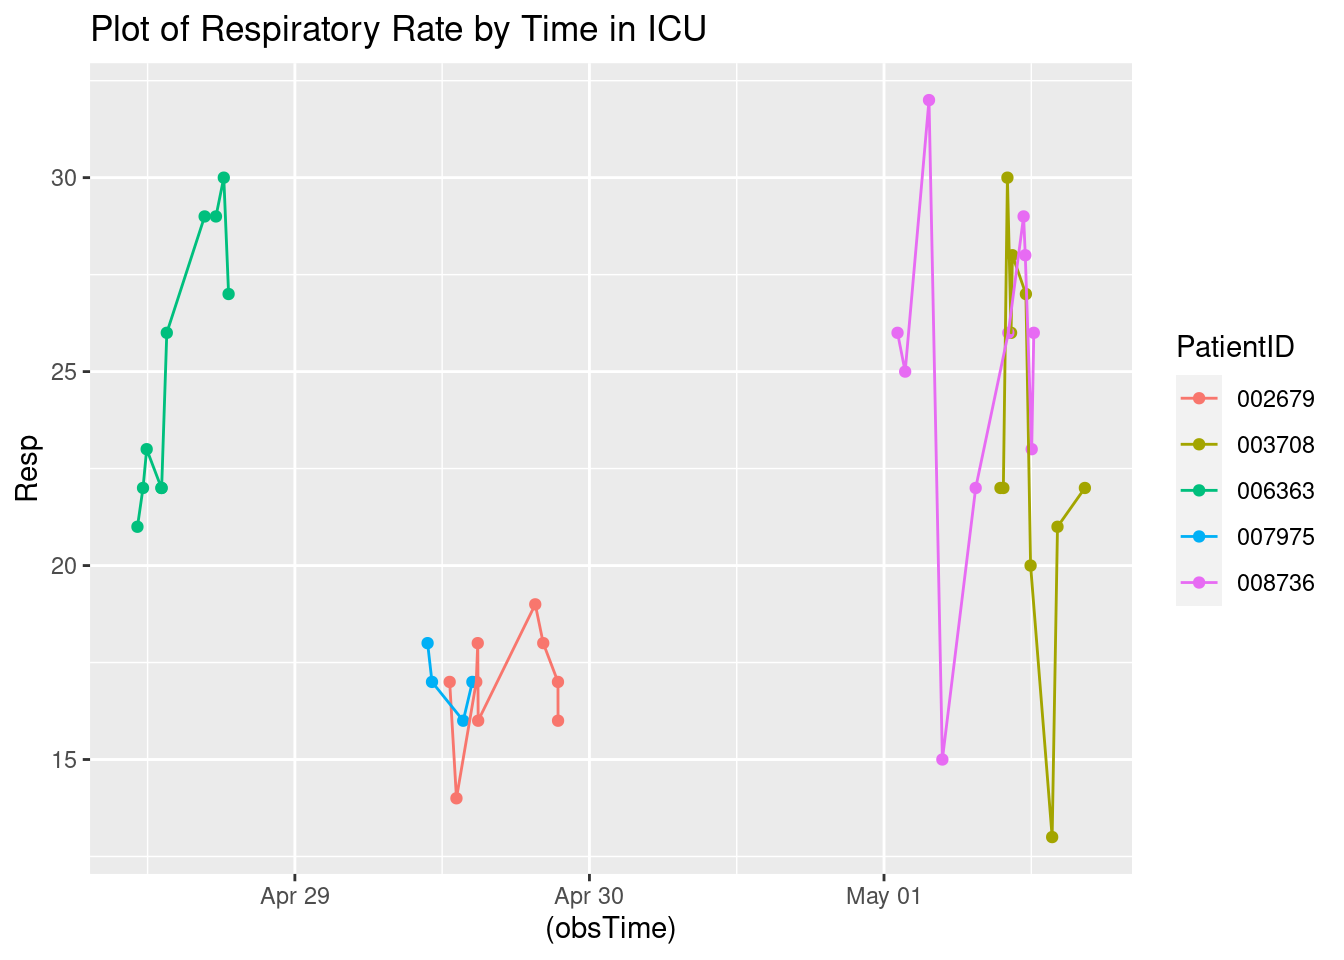 Plot of Respiratory Rate by Time in ICU
Resp
30
25
20
15
Apr 29
Apr 30
May 01
(obsTime)
PatientID
002679
003708
006363
007975
008736